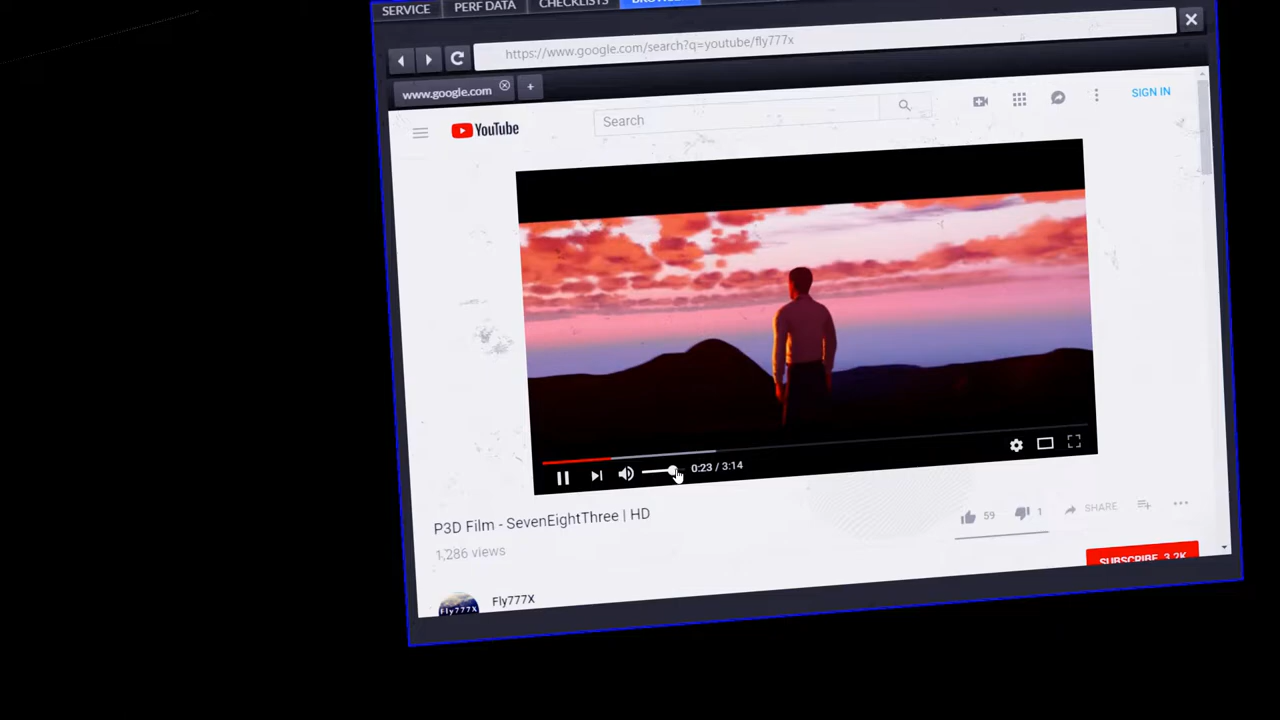 SERVICE
PERF DATA
CHECKLISTS
https://www.google.com/search?q=youtube/fly777x
www.google.com
YouTube
Search
SIGN IN
0:23 / 3:14
P3D Film - SevenEightThree | HD
1,286 views
59
1
SHARE
SUBSCRIBE 3.2K
Fly777X
Fly777X